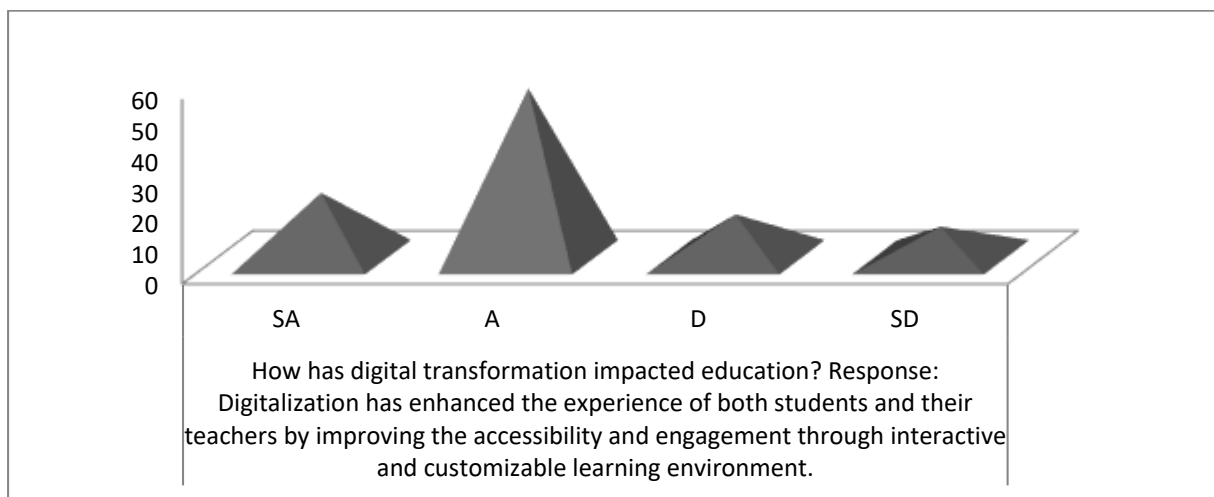 60
50
40
30
20
10
0
SA A D SD
How has digital transformation impacted education? Response:
Digitalization has enhanced the experience of both students and their
teachers by improving the accessibility and engagement through interactive
and customizable learning environment.